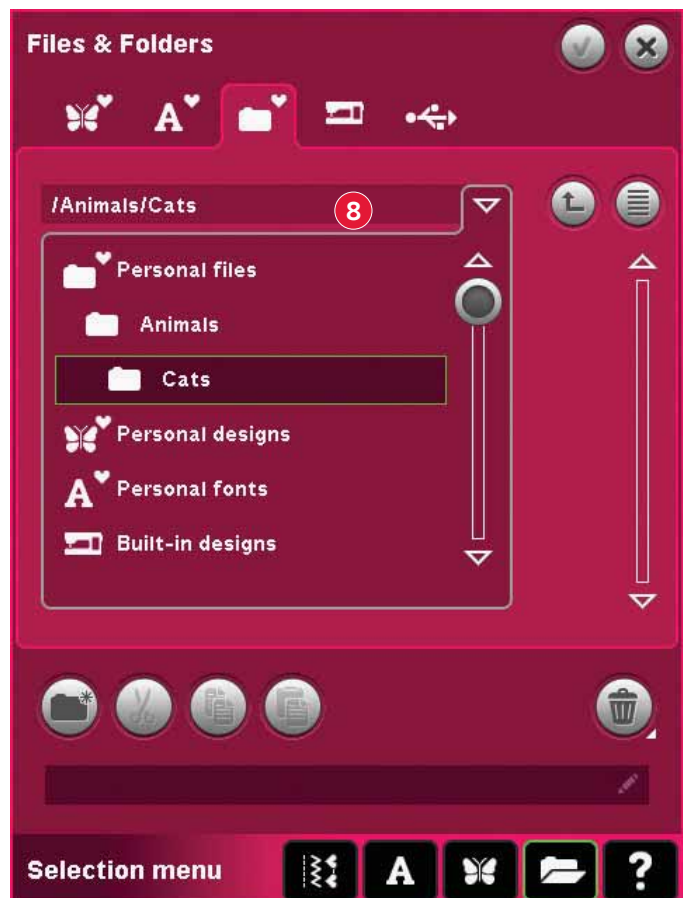 Files & Folders
A
/Animals/Cats 8
Personal files
Animals
Cats
Personal designs
A Personal fonts
Built-in designs
Selection menu A ?